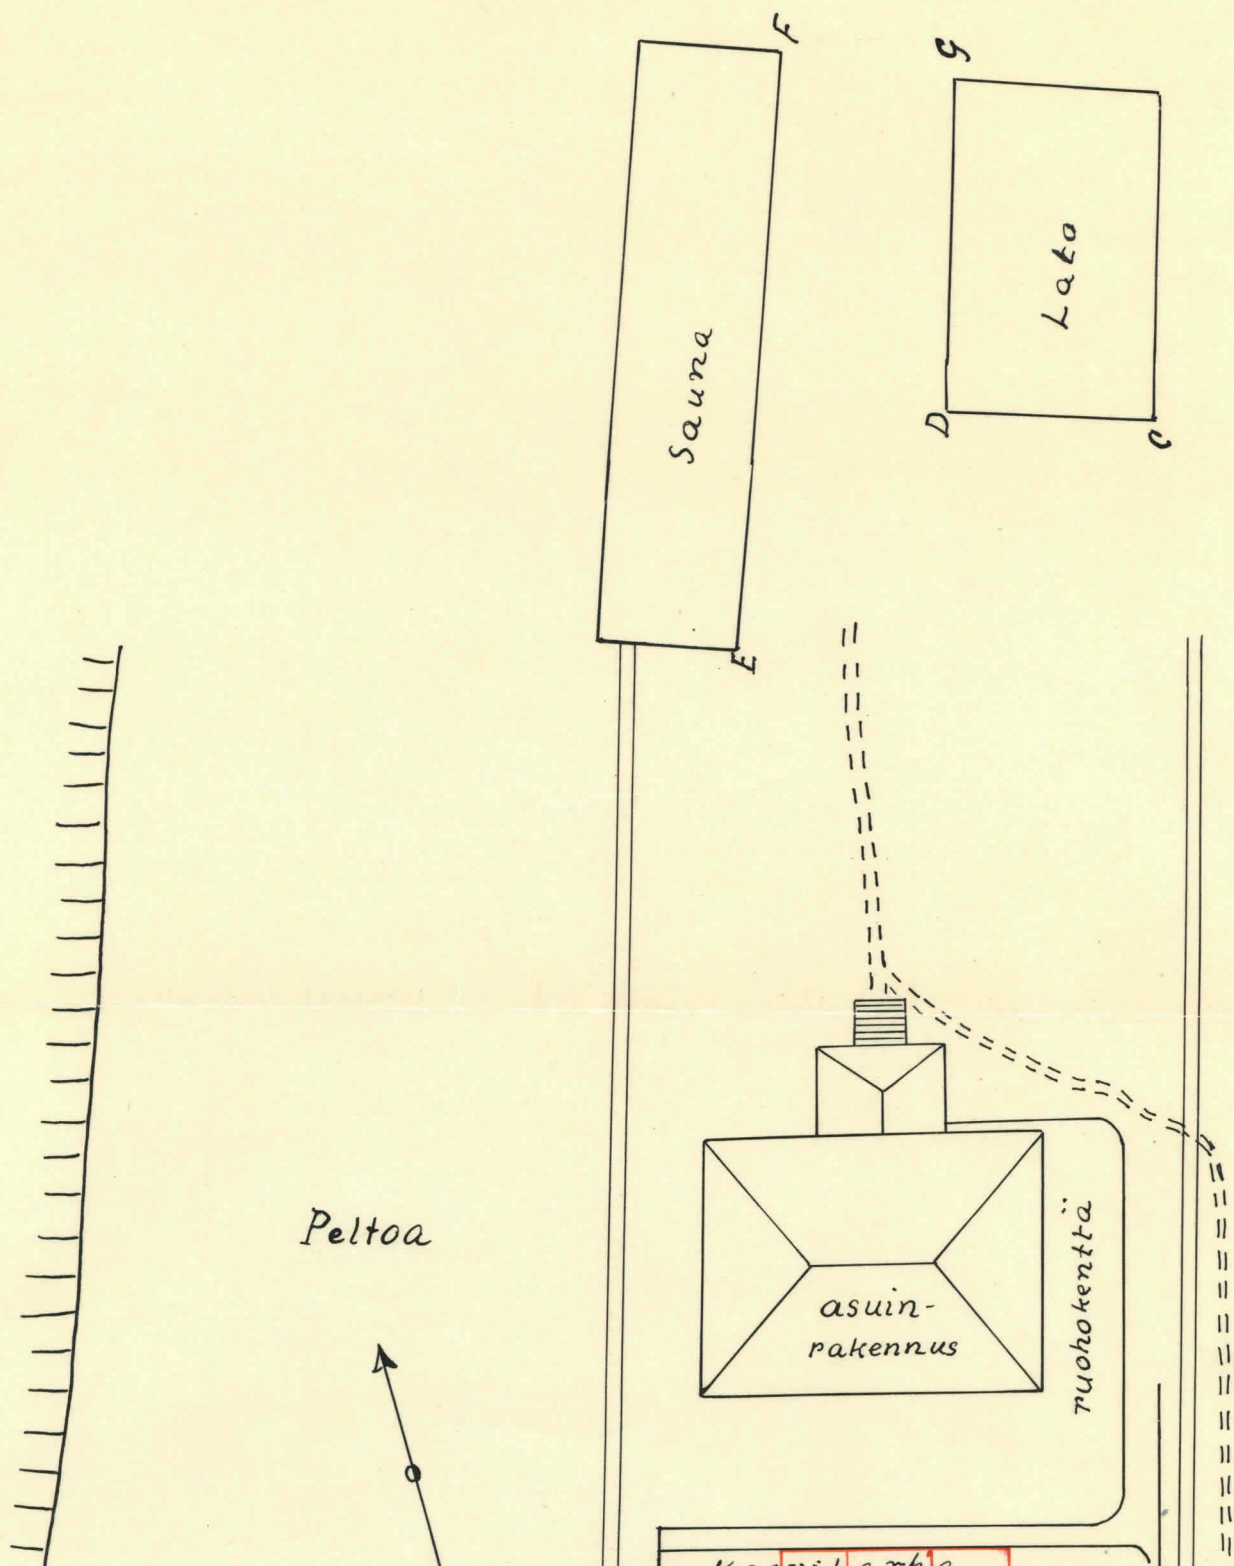 F
G
Lato
Sauna
D
C
E
Peltoa
asuin-
rakennus
ruohokenttä